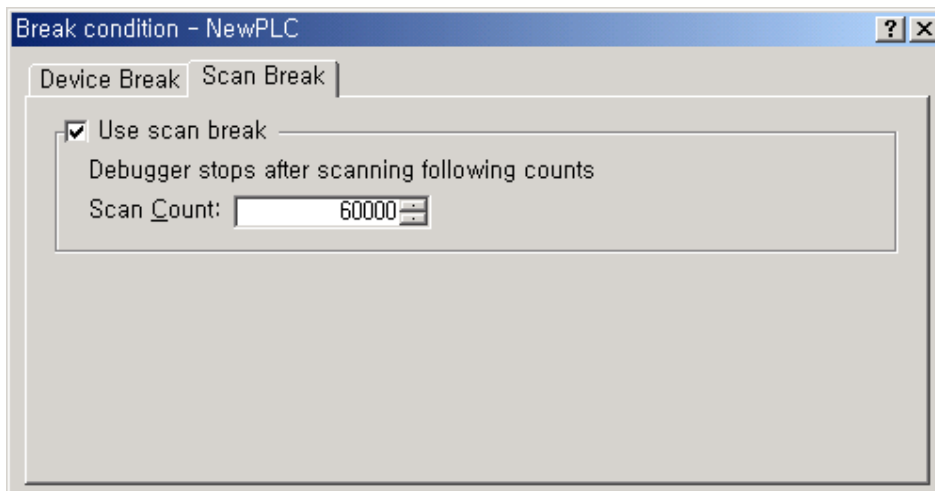 Break condition - NewPLC
Device Break
Scan Break
Use scan break
Debugger stops after scanning following counts
Scan Count: 60000